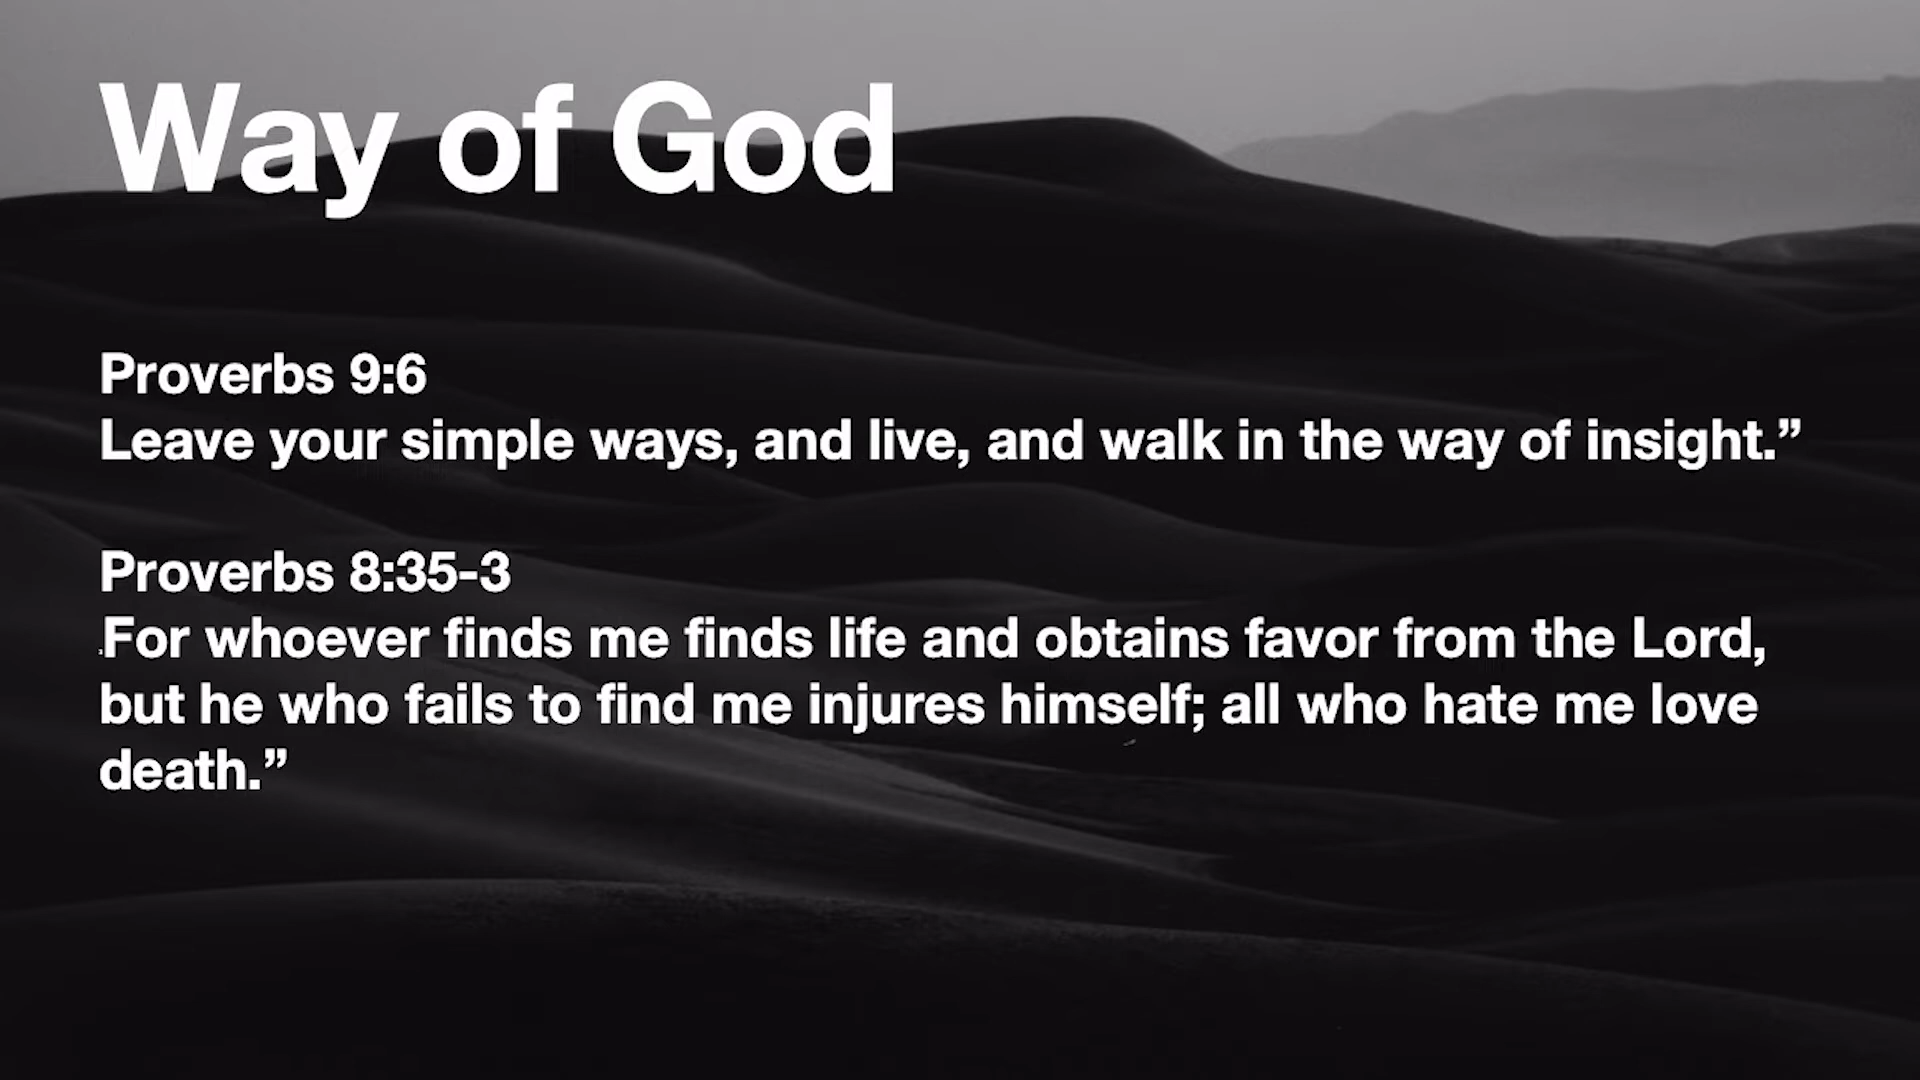 Way of God
Proverbs 9:6
Leave your simple ways, and live, and walk in the way of insight.”
Proverbs 8:35-3
For whoever finds me finds life and obtains favor from the Lord,
but he who fails to find me injures himself; all who hate me love
death.”